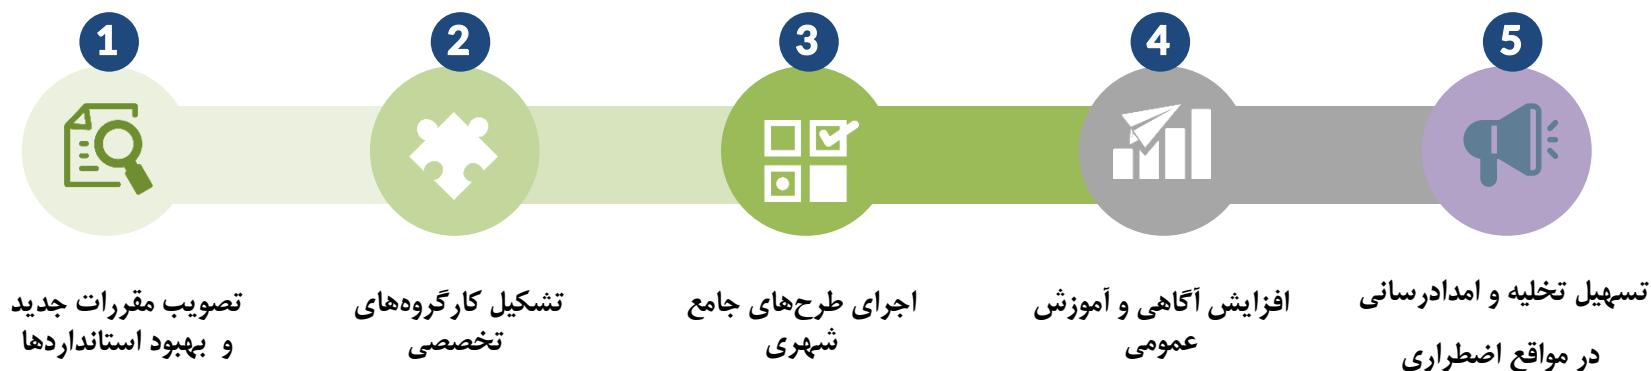 1
تصویب مقررات جدید
و بهبود استانداردها
2
تشکیل کارگروه‌های
تخصصی
3
اجرای طرح‌های جامع
شهری
4
افزایش آگاهی و آموزش
عمومی
5
تسهیل تخلیه و امدادرسانی
در مواقع اضطراری